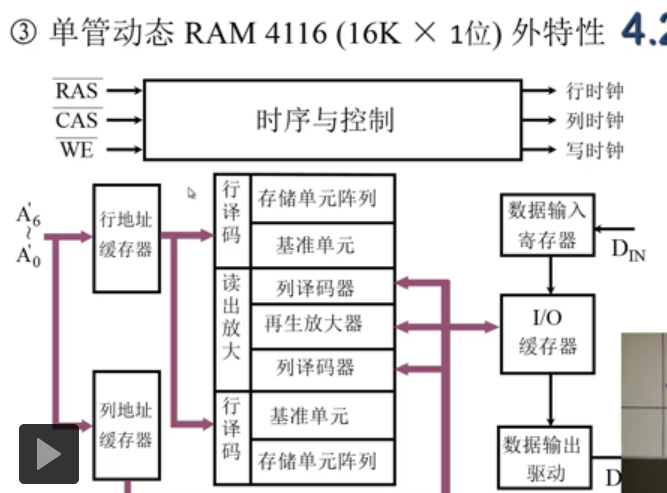 ③ 单管动态 RAM 4116 (16K × 1位) 外特性 4.2
RAS
CAS
WE
时序与控制
行时钟
列时钟
写时钟
A'6
~
A'0
行地址
缓存器
列地址
缓存器
行译码
存储单元阵列
基准单元
读出放大
列译码器
再生放大器
列译码器
行译码
基准单元
存储单元阵列
数据输入
寄存器
DIN
I/O
缓存器
数据输出
驱动
D